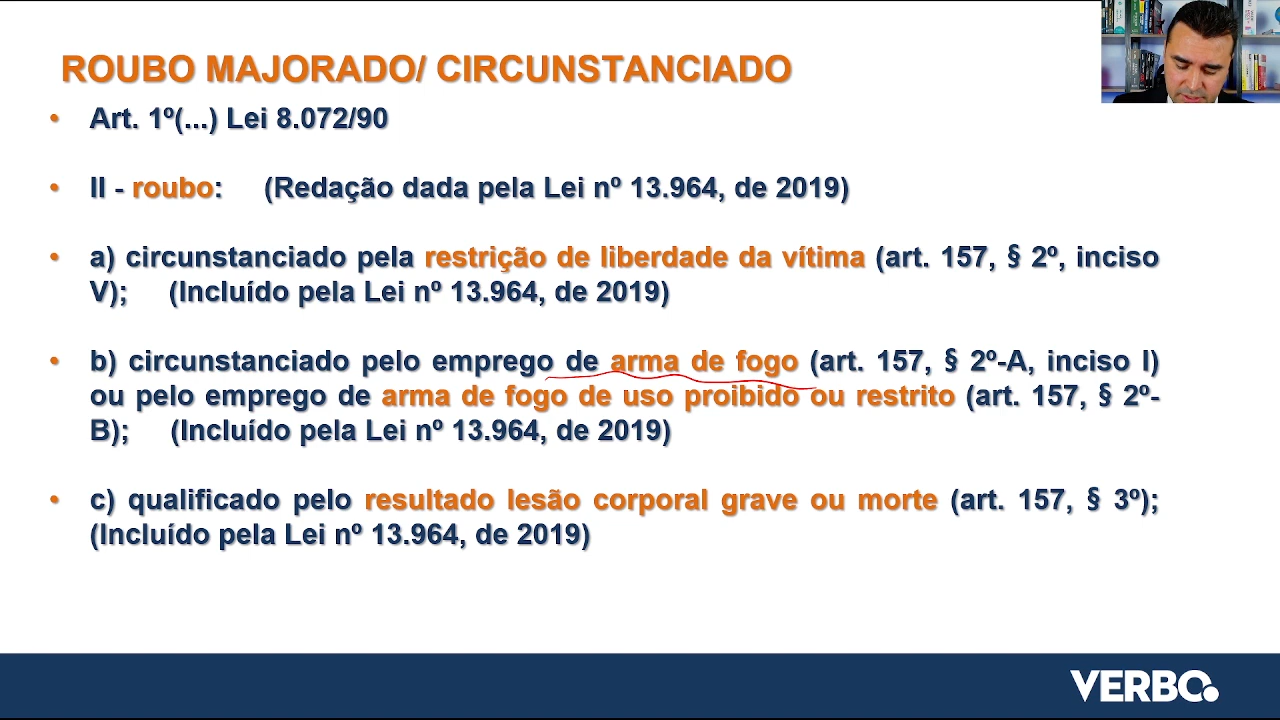 ROUBO MAJORADO/ CIRCUNSTANCIADO
• Art. 1º(...) Lei 8.072/90
• II - roubo: (Redação dada pela Lei nº 13.964, de 2019)
• a) circunstanciado pela restrição de liberdade da vítima (art. 157, § 2º, inciso
V); (Incluído pela Lei nº 13.964, de 2019)
• b) circunstanciado pelo emprego de arma de fogo (art. 157, § 2º-A, inciso I)
ou pelo emprego de arma de fogo de uso proibido ou restrito (art. 157, § 2º-
B); (Incluído pela Lei nº 13.964, de 2019)
• c) qualificado pelo resultado lesão corporal grave ou morte (art. 157, § 3º);
(Incluído pela Lei nº 13.964, de 2019)
VERBO.